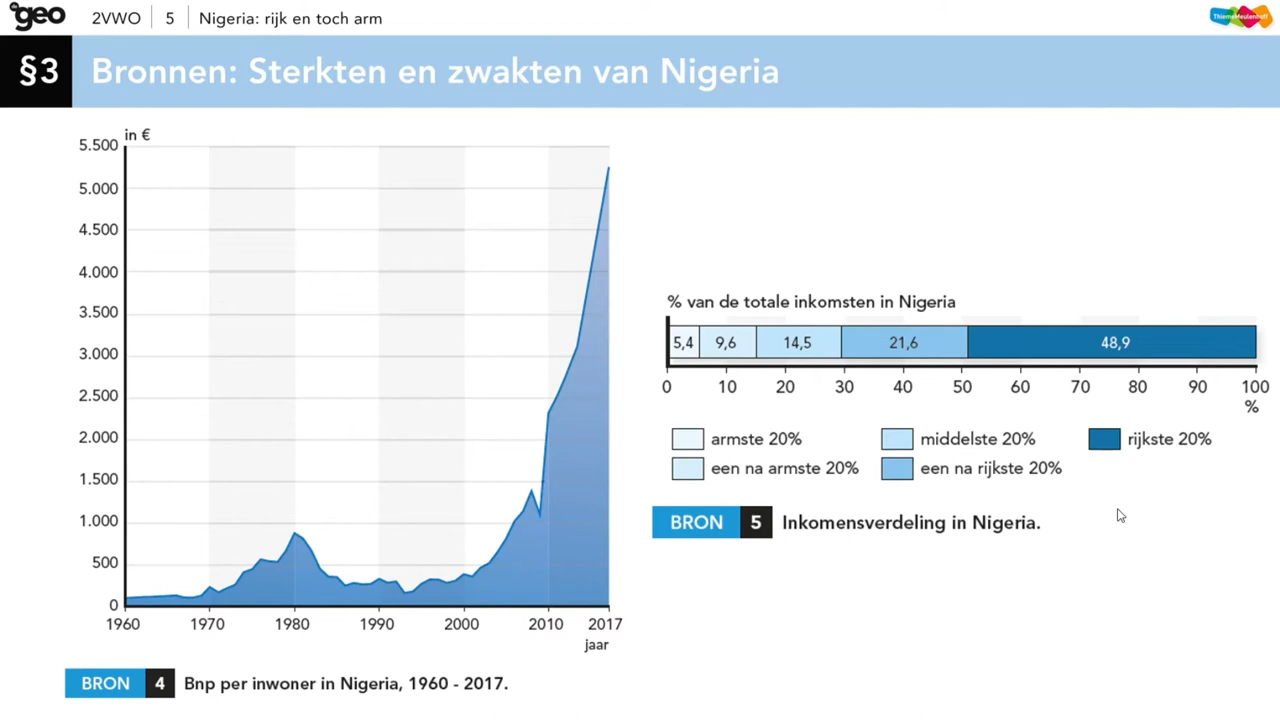 geo
2VWO
5
Nigeria: rijk en toch arm
ThiemeMeulenhoff
§3
Bronnen: Sterkten en zwakten van Nigeria
in €
5.500
5.000
4.500
4.000
3.500
3.000
2.500
2.000
1.500
1.000
500
0
1960 1970 1980 1990 2000 2010 2017
jaar
BRON 4 Bnp per inwoner in Nigeria, 1960 - 2017.
% van de totale inkomsten in Nigeria
5,4 9,6 14,5 21,6 48,9
0 10 20 30 40 50 60 70 80 90 100
%
armste 20% middelste 20% rijkste 20%
een na armste 20% een na rijkste 20%
BRON 5 Inkomensverdeling in Nigeria.